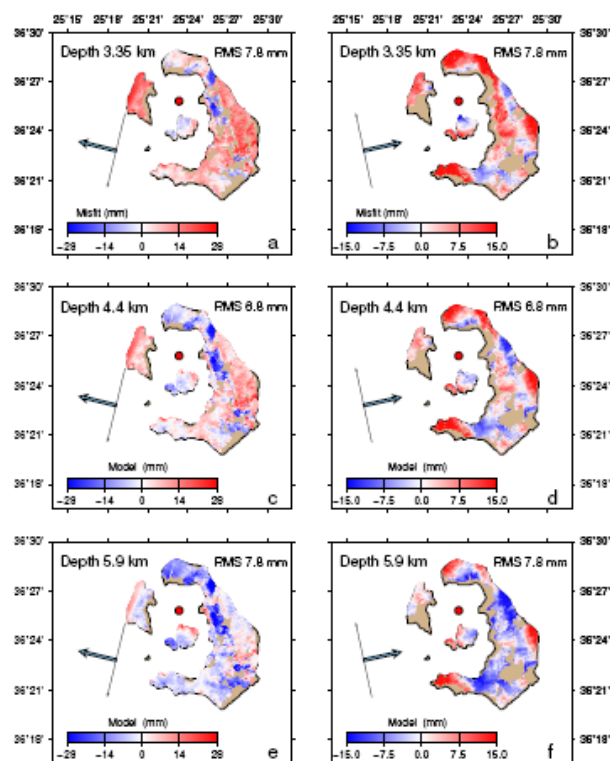 25°15' 25°18' 25°21' 25°24' 25°27' 25°30' 25°15' 25°18' 25°21' 25°24' 25°27' 25°30'
36°30' 36°30'
Depth 3.35 km RMS 7.8 mm Depth 3.35 km RMS 7.8 mm
36°27' 36°27'
36°24' 36°24'
36°21' 36°21'
Misfit (mm) Misfit (mm)
36°18' 36°18'
−29 −14 0 14 28 a −15.0 −7.5 0.0 7.5 15.0 b
36°30' 36°30'
Depth 4.4 km RMS 6.8 mm Depth 4.4 km RMS 6.8 mm
36°27' 36°27'
36°24' 36°24'
36°21' 36°21'
Model (mm) Model (mm)
36°18' 36°18'
−29 −14 0 14 28 c −15.0 −7.5 0.0 7.5 15.0 d
36°30' 36°30'
Depth 5.9 km RMS 7.8 mm Depth 5.9 km RMS 7.8 mm
36°27' 36°27'
36°24' 36°24'
36°21' 36°21'
Model (mm) Model (mm)
36°18' 36°18'
−29 −14 0 14 28 e −15.0 −7.5 0.0 7.5 15.0 f